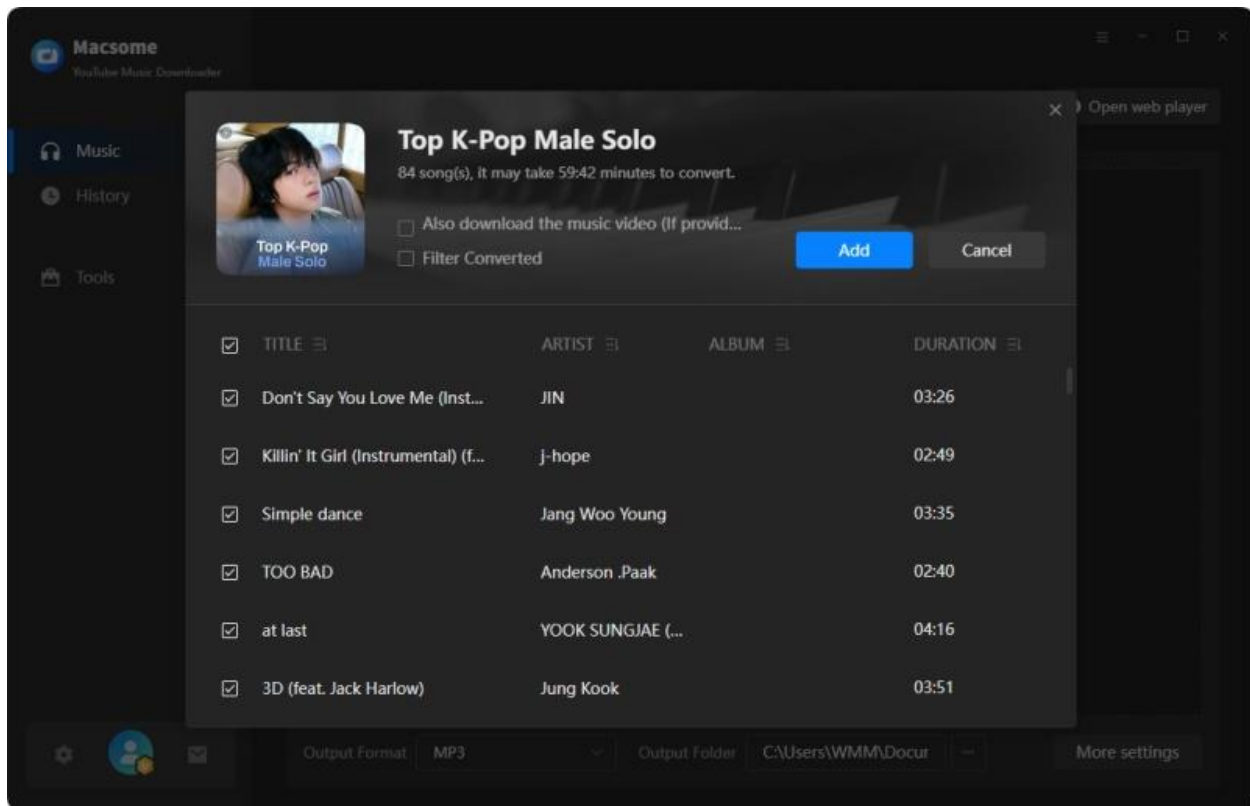 Macsome
YouTube Music Downloader
Open web player
Music
History
Tools
Top K-Pop
Male Solo
Top K-Pop Male Solo
84 song(s), it may take 59:42 minutes to convert.
Also download the music video (If provid...
Filter Converted
Add
Cancel
TITLE ARTIST ALBUM DURATION
Don't Say You Love Me (Inst... JIN 03:26
Killin' It Girl (Instrumental) (f... j-hope 02:49
Simple dance Jang Woo Young 03:35
TOO BAD Anderson .Paak 02:40
at last YOOK SUNGJAE (... 04:16
3D (feat. Jack Harlow) Jung Kook 03:51
Output Format MP3 Output Folder C:\Users\WMM\Docur ... More settings